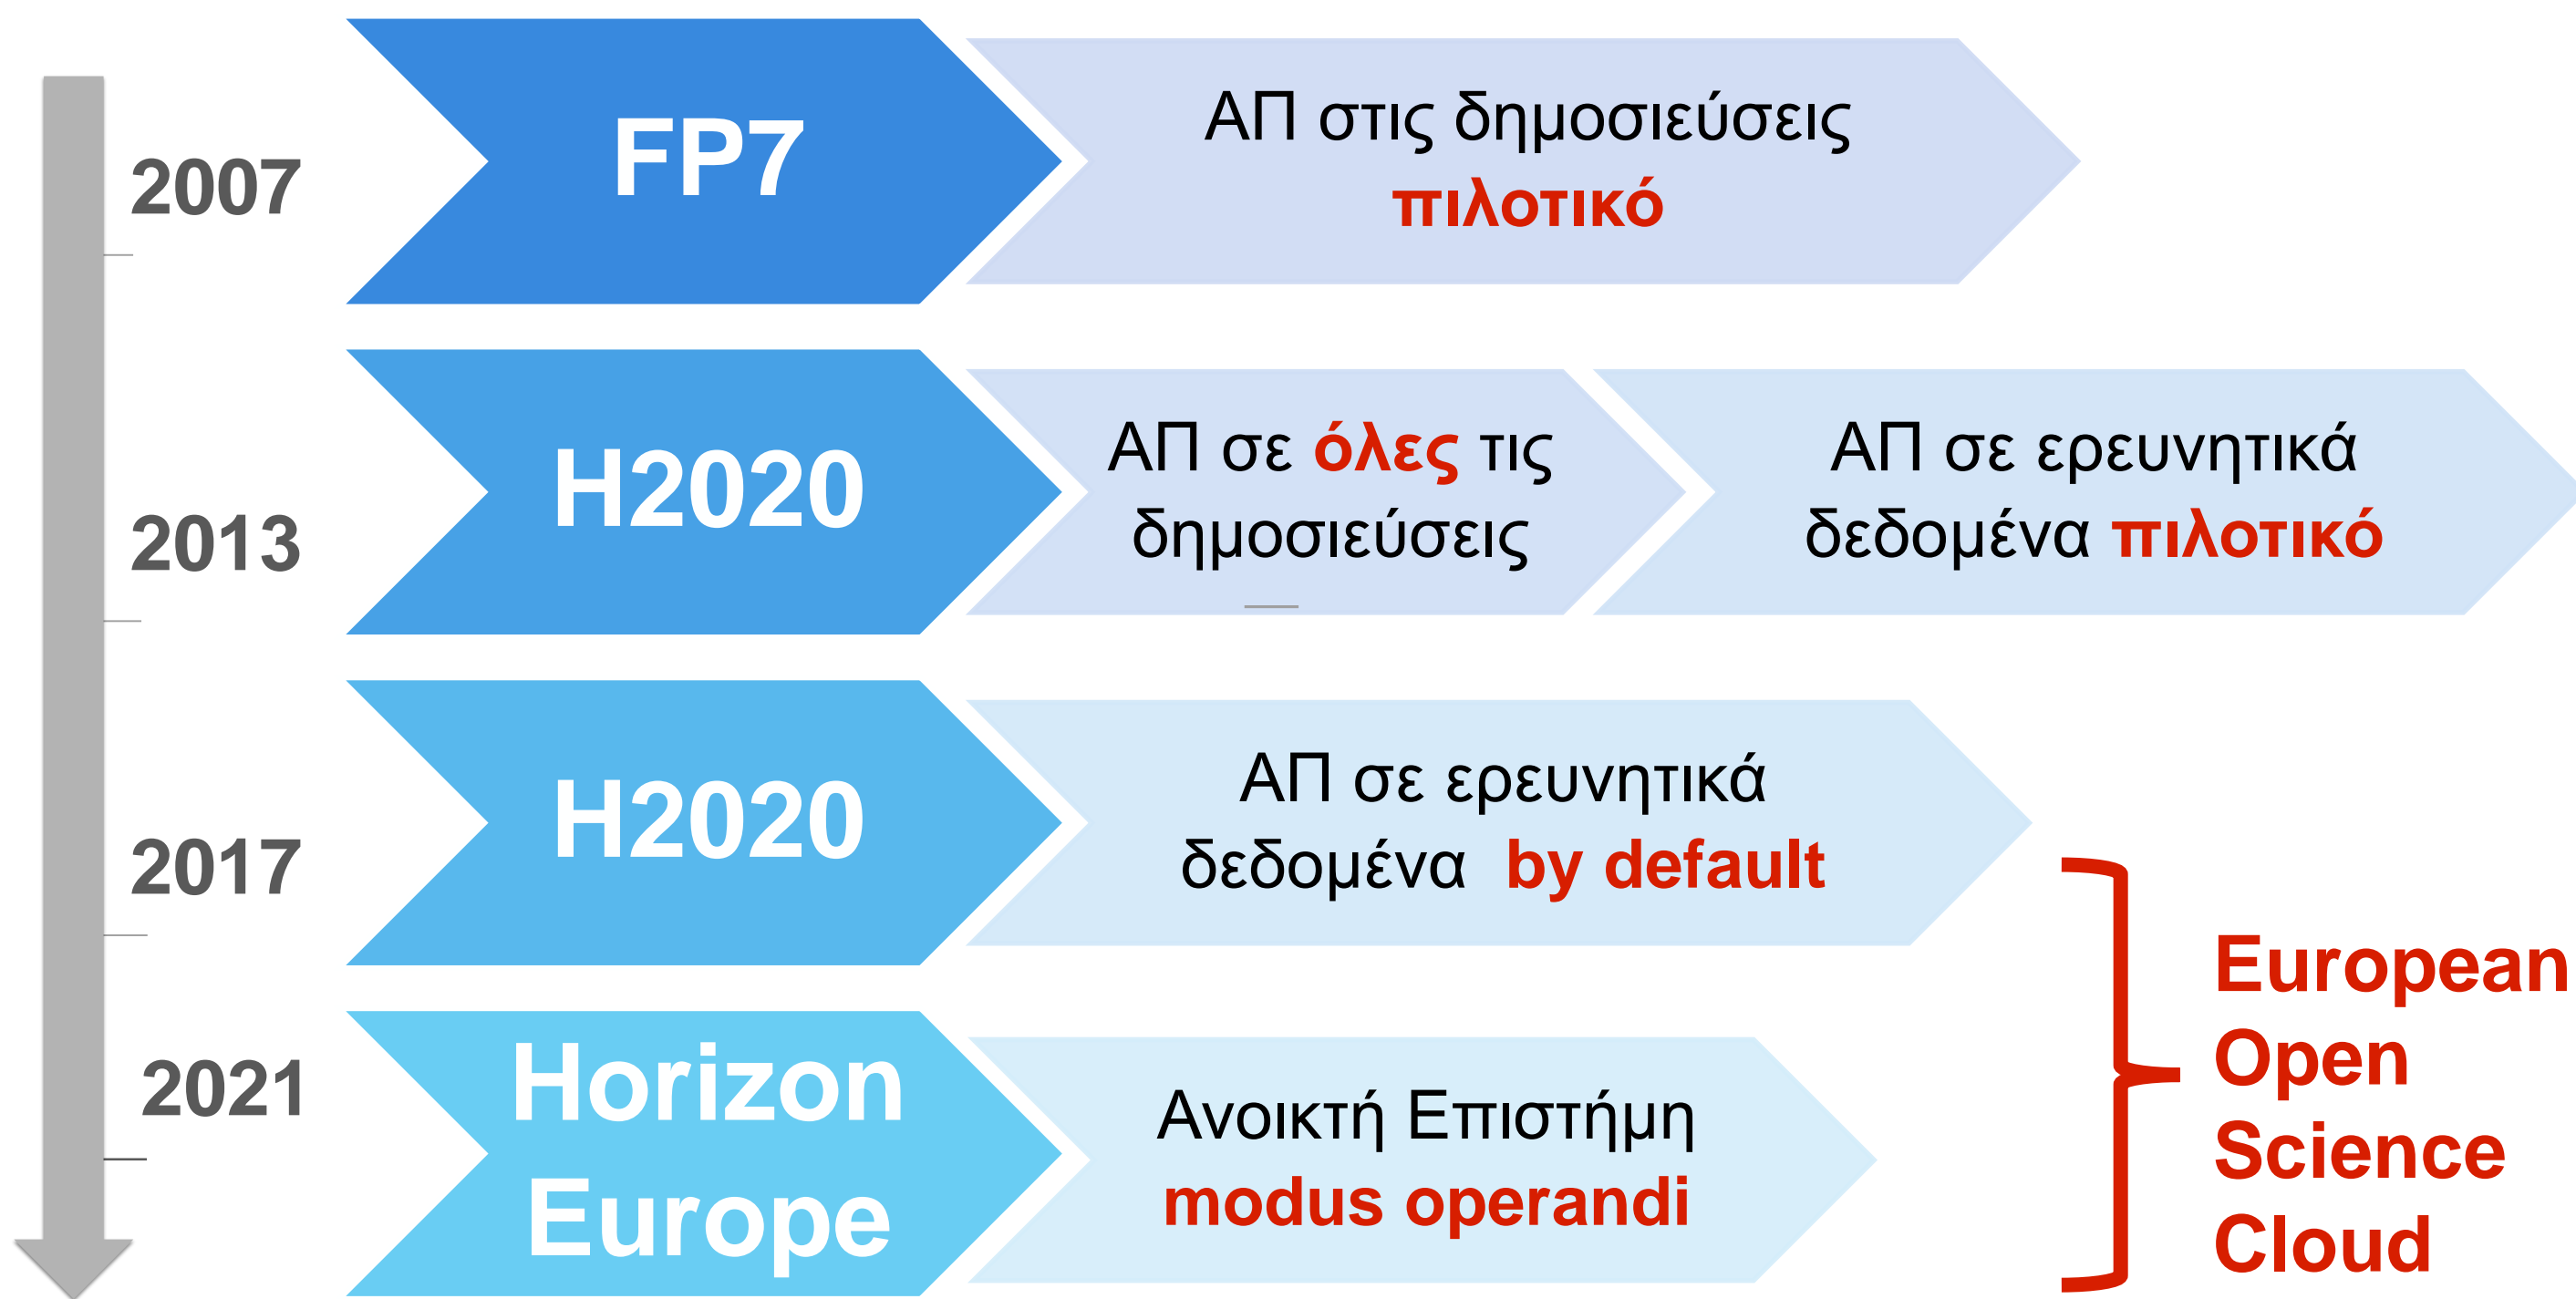 2007
FP7
ΑΠ στις δημοσιεύσεις
πιλοτικό
2013
H2020
ΑΠ σε όλες τις
δημοσιεύσεις
ΑΠ σε ερευνητικά
δεδομένα πιλοτικό
2017
H2020
ΑΠ σε ερευνητικά
δεδομένα by default
2021
Horizon
Europe
Ανοικτή Επιστήμη
modus operandi
European
Open
Science
Cloud